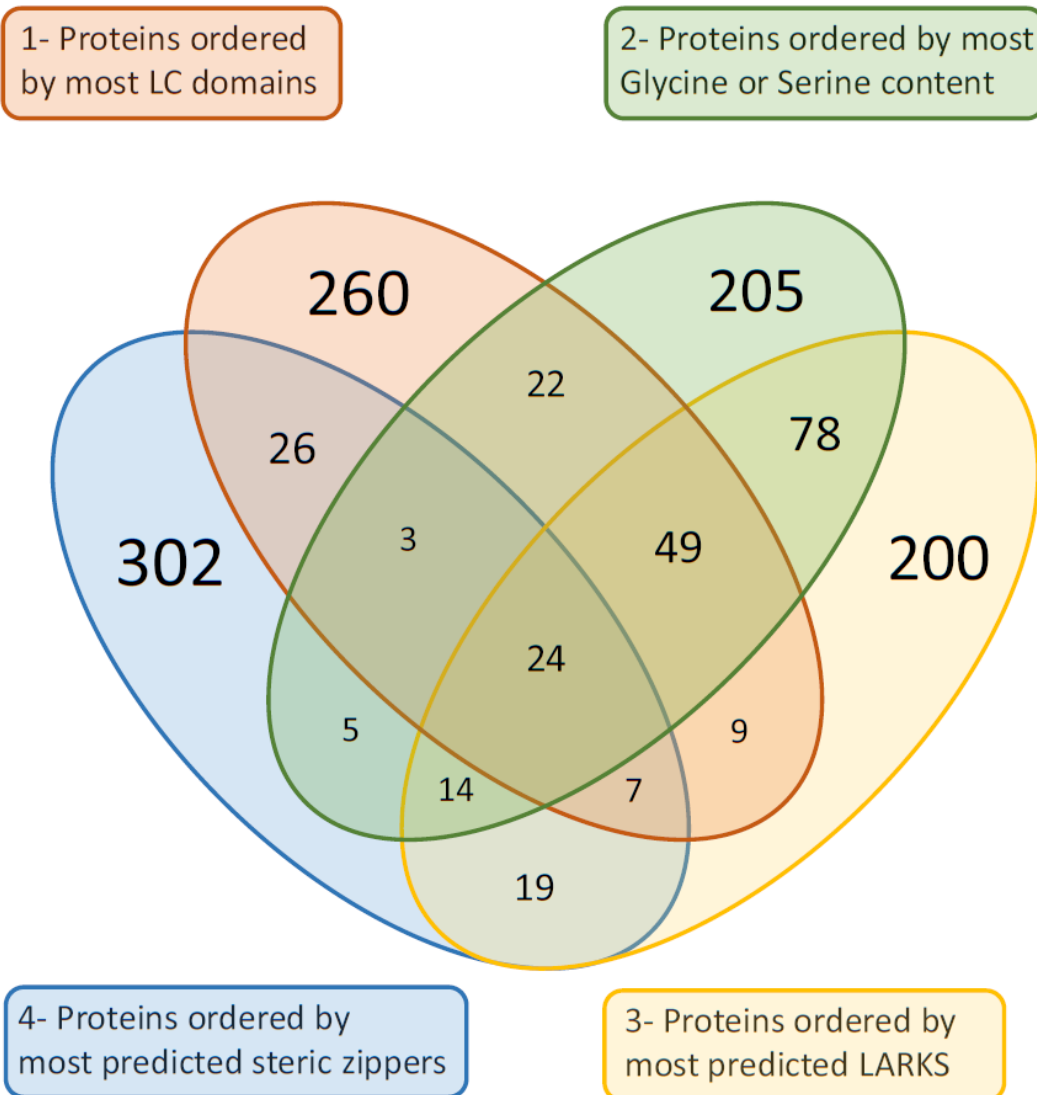 1- Proteins ordered
by most LC domains
2- Proteins ordered by most
Glycine or Serine content
260
205
22
26
78
3
49
302
200
24
5
9
14
7
19
4- Proteins ordered by
most predicted steric zippers
3- Proteins ordered by
most predicted LARKS